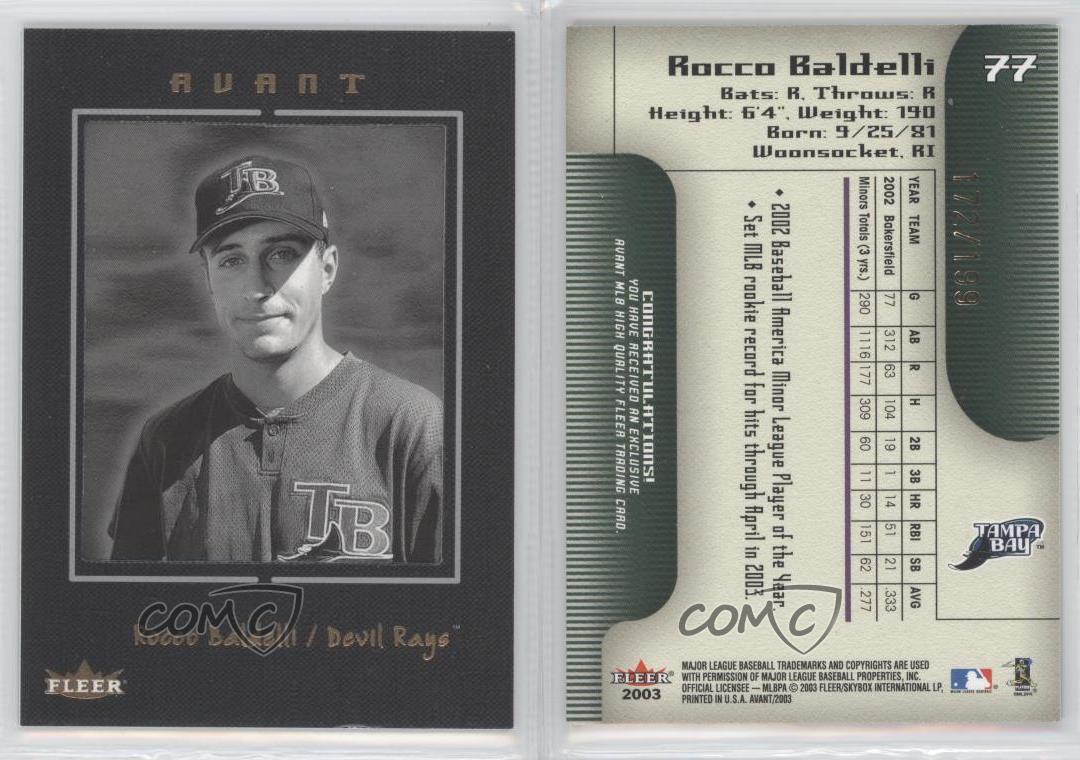 AVANT
TB
TB
COMC
Rocco Baldelli / Devil Rays™
FLEER
77
Rocco Baldelli
Bats: R, Throws: R
Height: 6'4", Weight: 190
Born: 9/25/81
Woonsocket, RI
172/199
YEAR TEAM G AB R H 2B 3B HR RBI SB AVG
2002 Bakersfield 77 312 63 104 19 1 14 51 21 .333
Minors Totals (3 yrs.) 290 1116 177 309 60 11 30 151 62 .277
• 2002 Baseball America Minor League Player of the Year.
• Set MLB rookie record for hits through April in 2003.
CONGRATULATIONS!
YOU HAVE RECEIVED AN EXCLUSIVE
AVANT MLB HIGH QUALITY FLEER TRADING CARD.
TAMPA
BAY™
COMC
FLEER
2003
MAJOR LEAGUE BASEBALL TRADEMARKS AND COPYRIGHTS ARE USED
WITH PERMISSION OF MAJOR LEAGUE BASEBALL PROPERTIES, INC.
OFFICIAL LICENSEE — MLBPA © 2003 FLEER/SKYBOX INTERNATIONAL LP,
PRINTED IN U.S.A. AVANT/2003